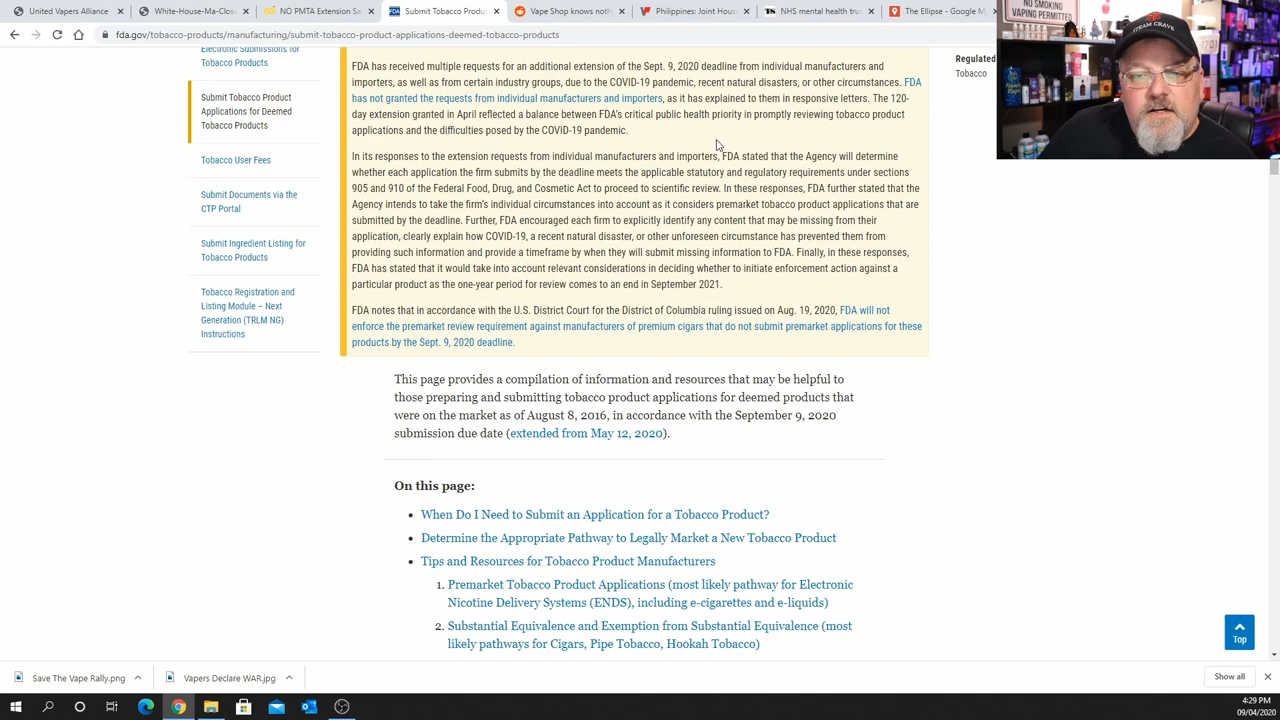 United Vapers Alliance
White-House-Ma-Close
NO PMTA Extension Sa
Submit Tobacco Produc
Vape Shop knows noth
Philippines: Joint House
NHS mental health trus
The Ellipse - Google M
fda.gov/tobacco-products/manufacturing/submit-tobacco-product-applications-deemed-tobacco-products
NO SMOKING
VAPING PERMITTED
STEAM CRAVE
Electronic Submissions for
Tobacco Products
Submit Tobacco Product
Applications for Deemed
Tobacco Products
Tobacco User Fees
Submit Documents via the
CTP Portal
Submit Ingredient Listing for
Tobacco Products
Tobacco Registration and
Listing Module – Next
Generation (TRLM NG)
Instructions
FDA has received multiple requests for an additional extension of the Sept. 9, 2020 deadline from individual manufacturers and
importers, as well as from certain industry groups, due to the COVID-19 pandemic, recent natural disasters, or other circumstances. FDA
has not granted the requests from individual manufacturers and importers, as it has explained to them in responsive letters. The 120-
day extension granted in April reflected a balance between FDA's critical public health priority in promptly reviewing tobacco product
applications and the difficulties posed by the COVID-19 pandemic.
In its responses to the extension requests from individual manufacturers and importers, FDA stated that the Agency will determine
whether each application the firm submits by the deadline meets the applicable statutory and regulatory requirements under sections
905 and 910 of the Federal Food, Drug, and Cosmetic Act to proceed to scientific review. In these responses, FDA further stated that the
Agency intends to take the firm's individual circumstances into account as it considers premarket tobacco product applications that are
submitted by the deadline. Further, FDA encouraged each firm to explicitly identify any content that may be missing from their
application, clearly explain how COVID-19, a recent natural disaster, or other unforeseen circumstance has prevented them from
providing such information and provide a timeframe by when they will submit missing information to FDA. Finally, in these responses,
FDA has stated that it would take into account relevant considerations in deciding whether to initiate enforcement action against a
particular product as the one-year period for review comes to an end in September 2021.
FDA notes that in accordance with the U.S. District Court for the District of Columbia ruling issued on Aug. 19, 2020, FDA will not
enforce the premarket review requirement against manufacturers of premium cigars that do not submit premarket applications for these
products by the Sept. 9, 2020 deadline.
Regulated
Tobacco
This page provides a compilation of information and resources that may be helpful to
those preparing and submitting tobacco product applications for deemed products that
were on the market as of August 8, 2016, in accordance with the September 9, 2020
submission due date (extended from May 12, 2020).
On this page:
• When Do I Need to Submit an Application for a Tobacco Product?
• Determine the Appropriate Pathway to Legally Market a New Tobacco Product
• Tips and Resources for Tobacco Product Manufacturers
1. Premarket Tobacco Product Applications (most likely pathway for Electronic
Nicotine Delivery Systems (ENDS), including e-cigarettes and e-liquids)
2. Substantial Equivalence and Exemption from Substantial Equivalence (most
likely pathways for Cigars, Pipe Tobacco, Hookah Tobacco)
Top
Save The Vape Rally.png
Vapers Declare WAR.jpg
Show all
4:29 PM
09/04/2020